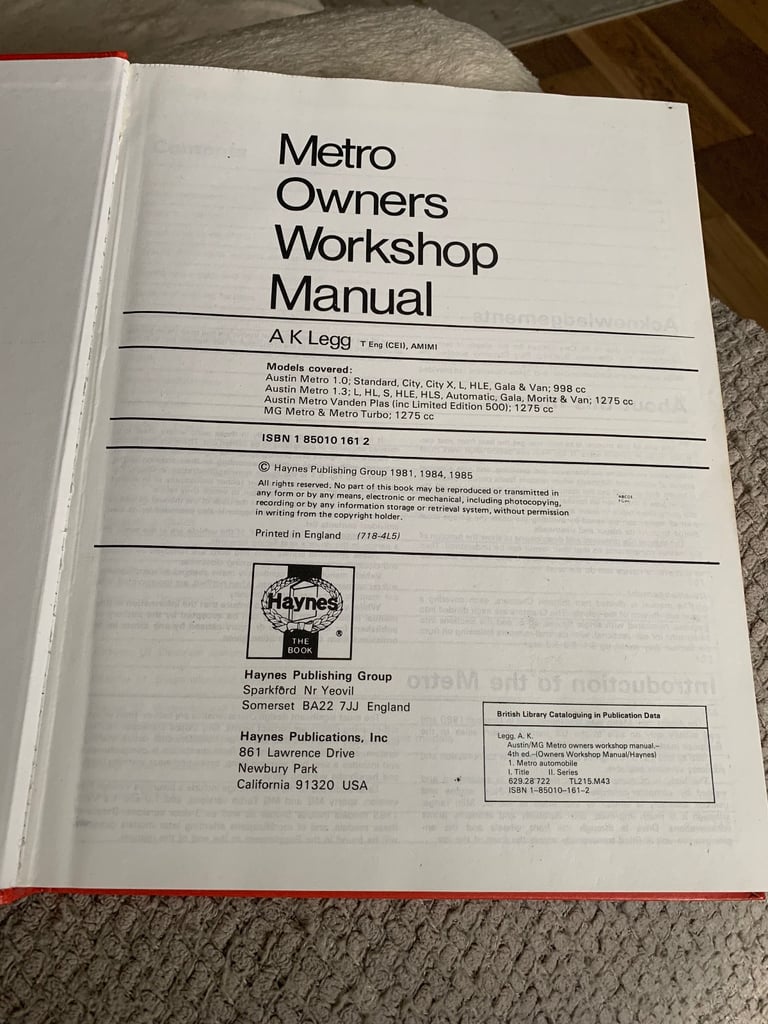 Metro
Owners
Workshop
Manual
A K Legg T Eng (CEI), AMIMI
Models covered:
Austin Metro 1.0; Standard, City, City X, L, HLE, Gala & Van; 998 cc
Austin Metro 1.3; L, HL, S, HLE, HLS, Automatic, Gala, Moritz & Van; 1275 cc
Austin Metro Vanden Plas (inc Limited Edition 500); 1275 cc
MG Metro & Metro Turbo; 1275 cc
ISBN 1 85010 161 2
© Haynes Publishing Group 1981, 1984, 1985
All rights reserved. No part of this book may be reproduced or transmitted in
any form or by any means, electronic or mechanical, including photocopying,
recording or by any information storage or retrieval system, without permission
in writing from the copyright holder.
Printed in England (718-4L5)
Haynes
®
THE
BOOK
Haynes Publishing Group
Sparkford Nr Yeovil
Somerset BA22 7JJ England
Haynes Publications, Inc
861 Lawrence Drive
Newbury Park
California 91320 USA
British Library Cataloguing in Publication Data
Legg, A. K.
Austin/MG Metro owners workshop manual.–
4th ed.–(Owners Workshop Manual/Haynes)
1. Metro automobile
I. Title II. Series
629.28'722 TL215.M43
ISBN 1–85010–161–2